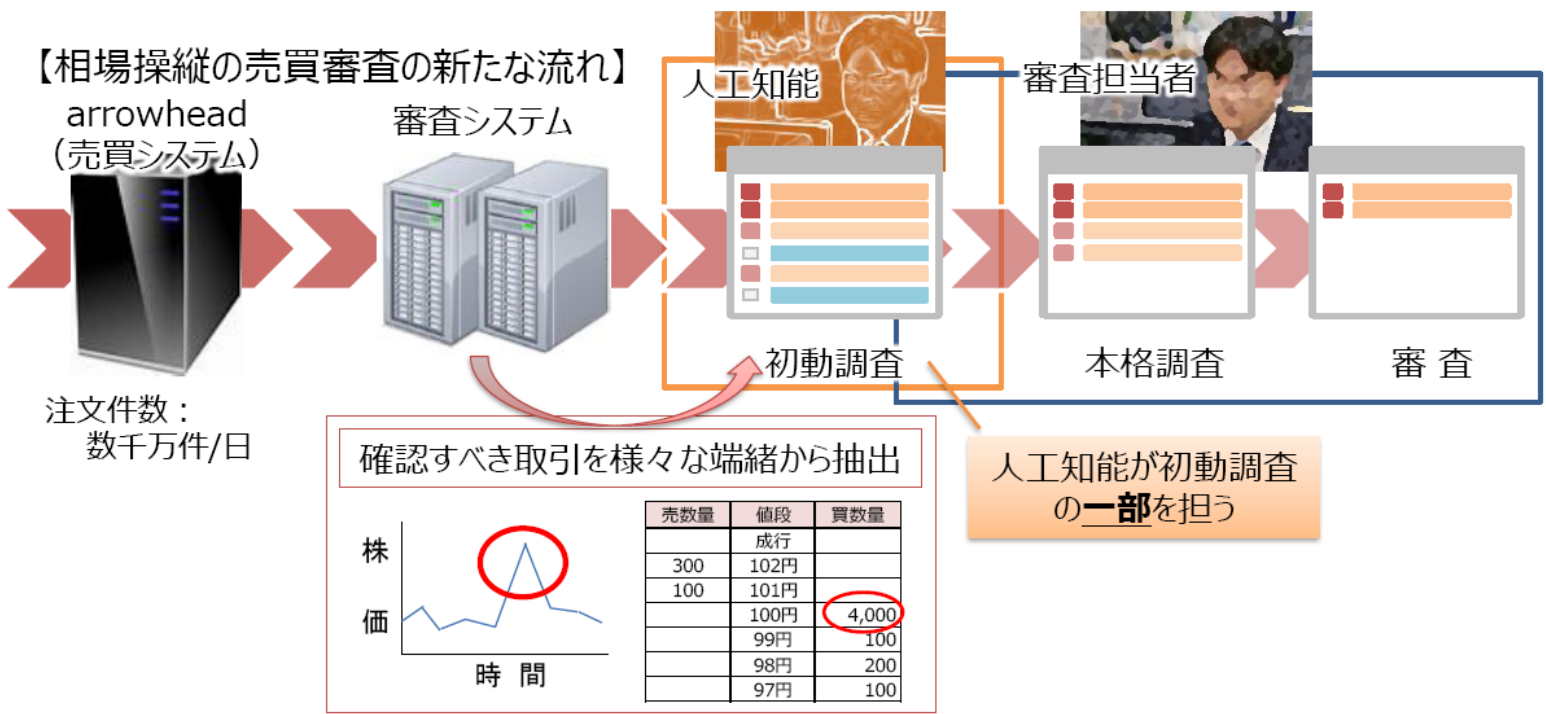 【相場操縦の売買審査の新たな流れ】
arrowhead
（売買システム）
審査システム
人工知能
審査担当者
初動調査
本格調査
審 査
注文件数：
数千万件/日
人工知能が初動調査
の一部を担う
確認すべき取引を様々な端緒から抽出
株
価
時 間
売数量 値段 買数量
成行
300 102円
100 101円
100円 4,000
99円 100
98円 200
97円 100